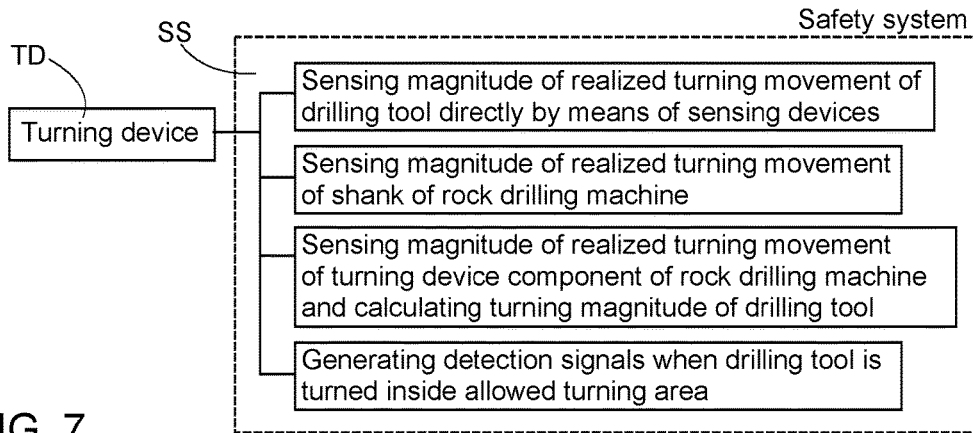 Safety system
SS
TD
Turning device
Sensing magnitude of realized turning movement of
drilling tool directly by means of sensing devices
Sensing magnitude of realized turning movement
of shank of rock drilling machine
Sensing magnitude of realized turning movement
of turning device component of rock drilling machine
and calculating turning magnitude of drilling tool
Generating detection signals when drilling tool is
turned inside allowed turning area
IG. 7